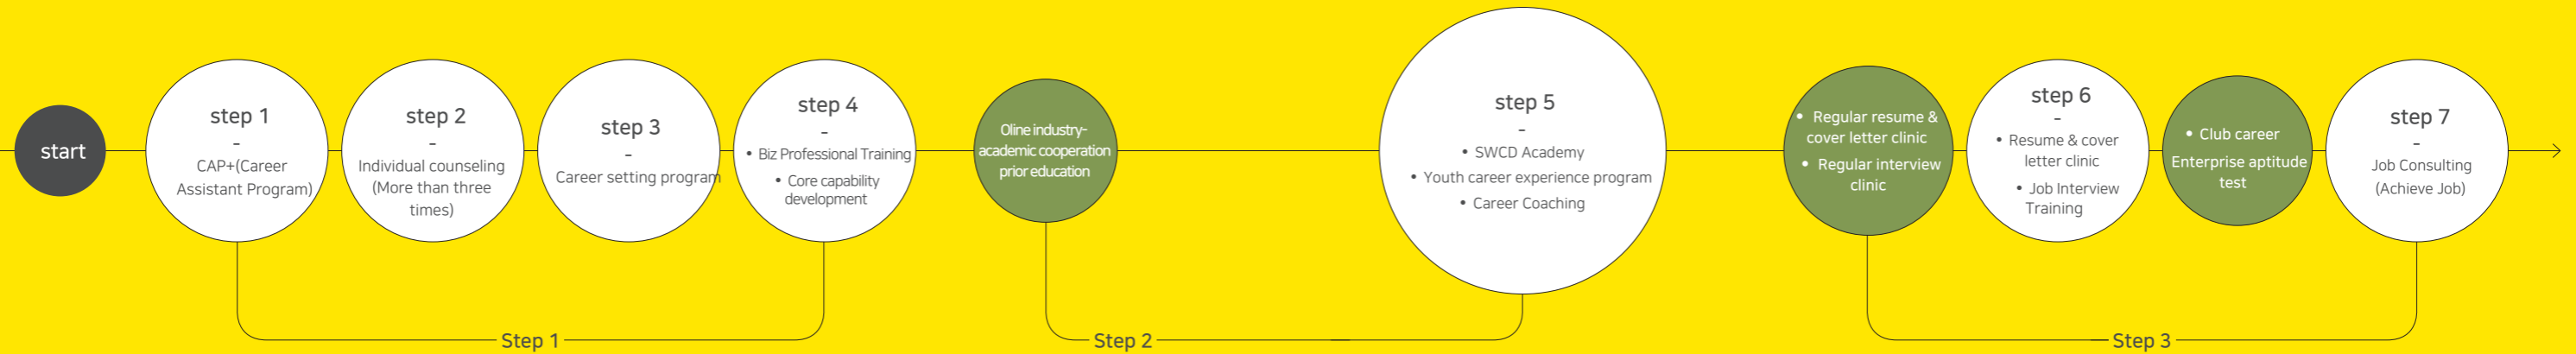 start
step 1
-
CAP+(Career
Assistant Program)
step 2
-
Individual counseling
(More than three
times)
step 3
-
Career setting program
step 4
-
• Biz Professional Training
• Core capability
development
Oline industry-
academic cooperation
prior education
step 5
-
• SWCD Academy
• Youth career experience program
• Career Coaching
• Regular resume &
cover letter clinic
• Regular interview
clinic
step 6
-
• Resume & cover
letter clinic
• Job Interview
Training
• Club career
Enterprise aptitude
test
step 7
-
Job Consulting
(Achieve Job)
Step 1
Step 2
Step 3